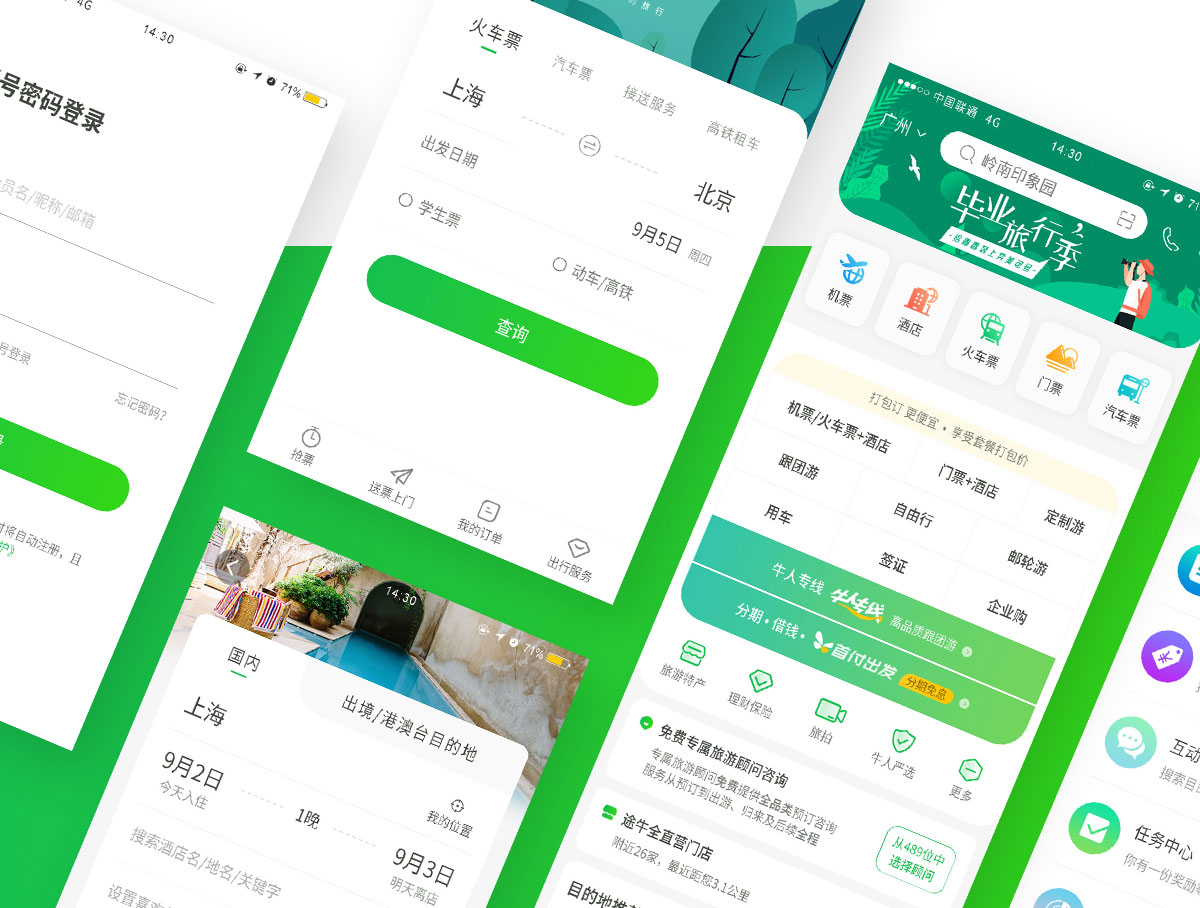 4G
14:30
71%
号密码登录
员名/昵称/邮箱
号登录
忘记密码?
时将自动注册，且
护》
火车票
汽车票
接送服务
高铁租车
上海
北京
出发日期
9月5日 周四
学生票
动车/高铁
查询
抢票
送票上门
我的订单
出行服务
14:30
71%
国内
出境/港澳台目的地
上海
我的位置
9月2日
1晚
9月3日
今天入住
明天离店
搜索酒店名/地名/关键字
中国联通 4G
14:30
71
广州
岭南印象园
毕业旅行季
机票
酒店
火车票
门票
汽车票
打包订 更便宜 • 享受套餐打包价
机票/火车票+酒店
门票+酒店
定制游
跟团游
自由行
邮轮游
用车
签证
企业购
牛人专线 牛人专线 高品质跟团游
分期·借钱· 首付出发 分期免息
旅游特产
理财保险
旅拍
牛人严选
更多
免费专属旅游顾问咨询
专属旅游顾问免费提供全品类预订咨询
服务从预订到出游、归来及后续全程
从489位中
选择顾问
途牛全直营门店
附近26家，最近距您3.1公里
目的地推
互动
搜索目
任务中心
你有一份奖励